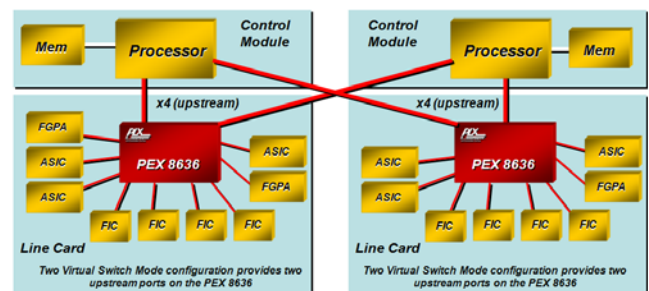 Mem
Processor
Control
Module
Control
Module
Processor
Mem
x4 (upstream)
x4 (upstream)
FGPA
ASIC
ASIC
PLX
PEX 8636
ASIC
FGPA
FIC
FIC
FIC
FIC
Line Card
Two Virtual Switch Mode configuration provides two
upstream ports on the PEX 8636
ASIC
ASIC
PLX
PEX 8636
ASIC
FGPA
FIC
FIC
FIC
FIC
Line Card
Two Virtual Switch Mode configuration provides two
upstream ports on the PEX 8636